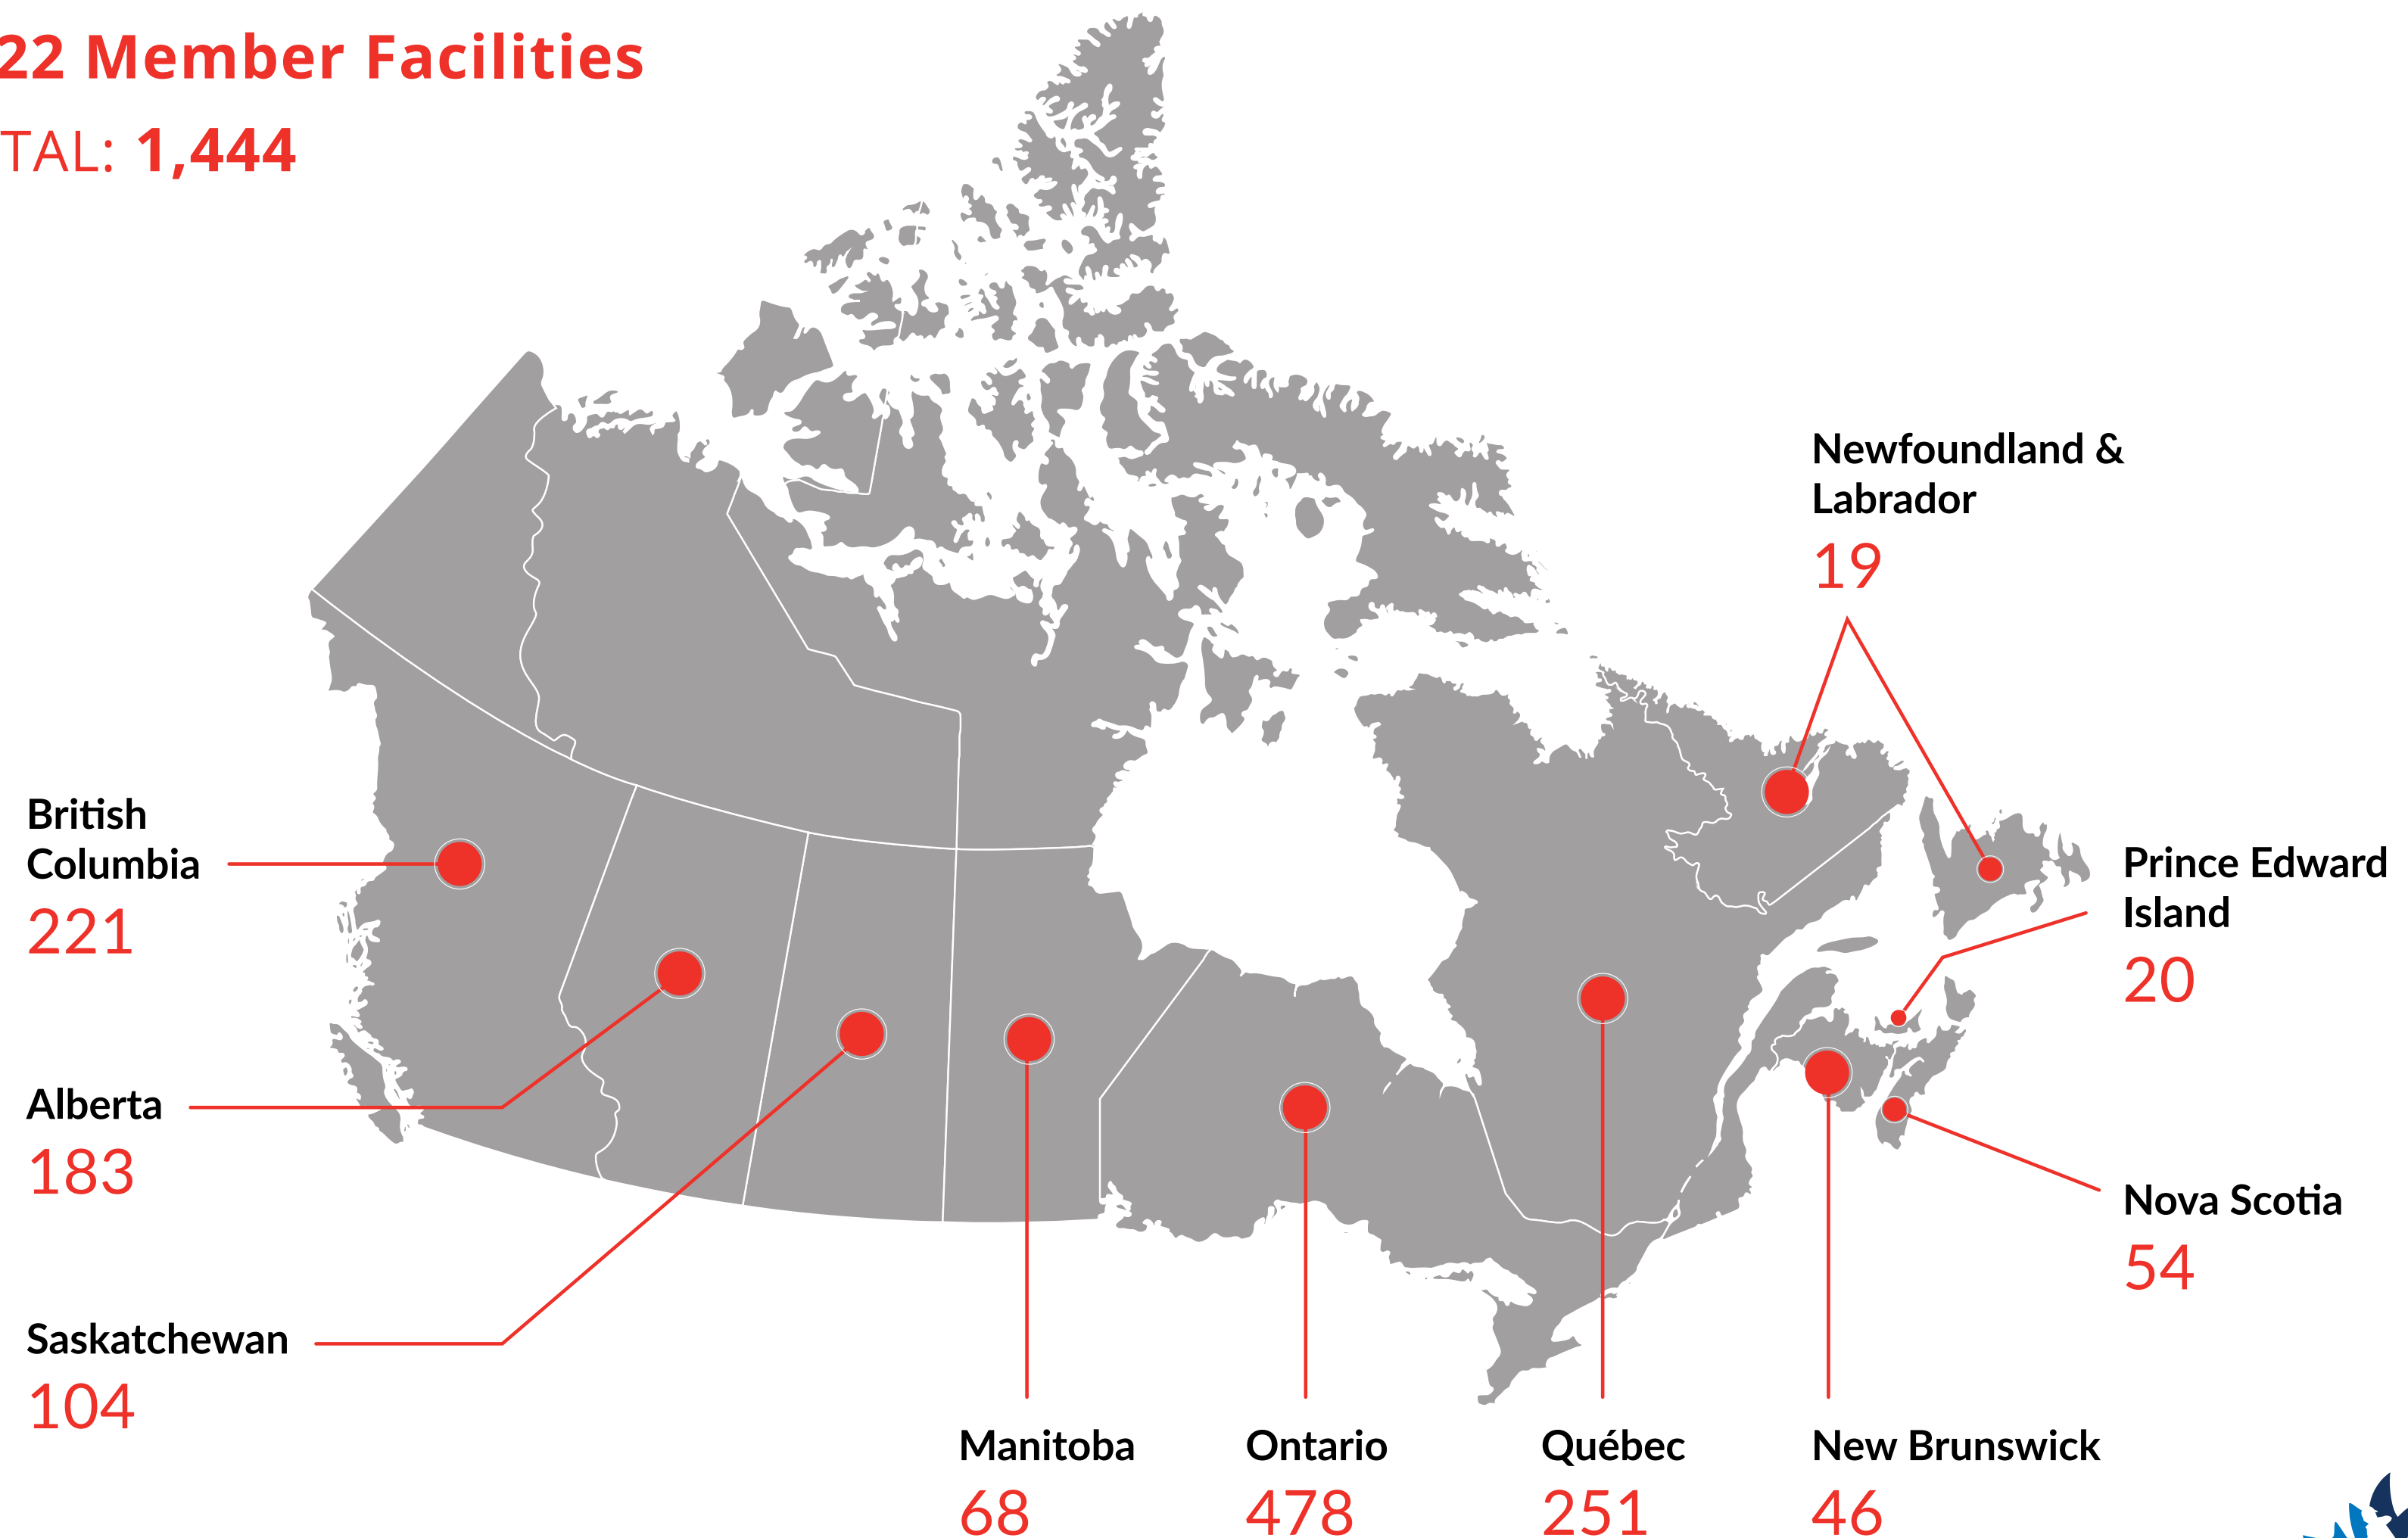 22 Member Facilities
TAL: 1,444
Newfoundland &
Labrador
19
British
Columbia
221
Prince Edward
Island
20
Alberta
183
Nova Scotia
54
Saskatchewan
104
Manitoba
68
Ontario
478
Québec
251
New Brunswick
46